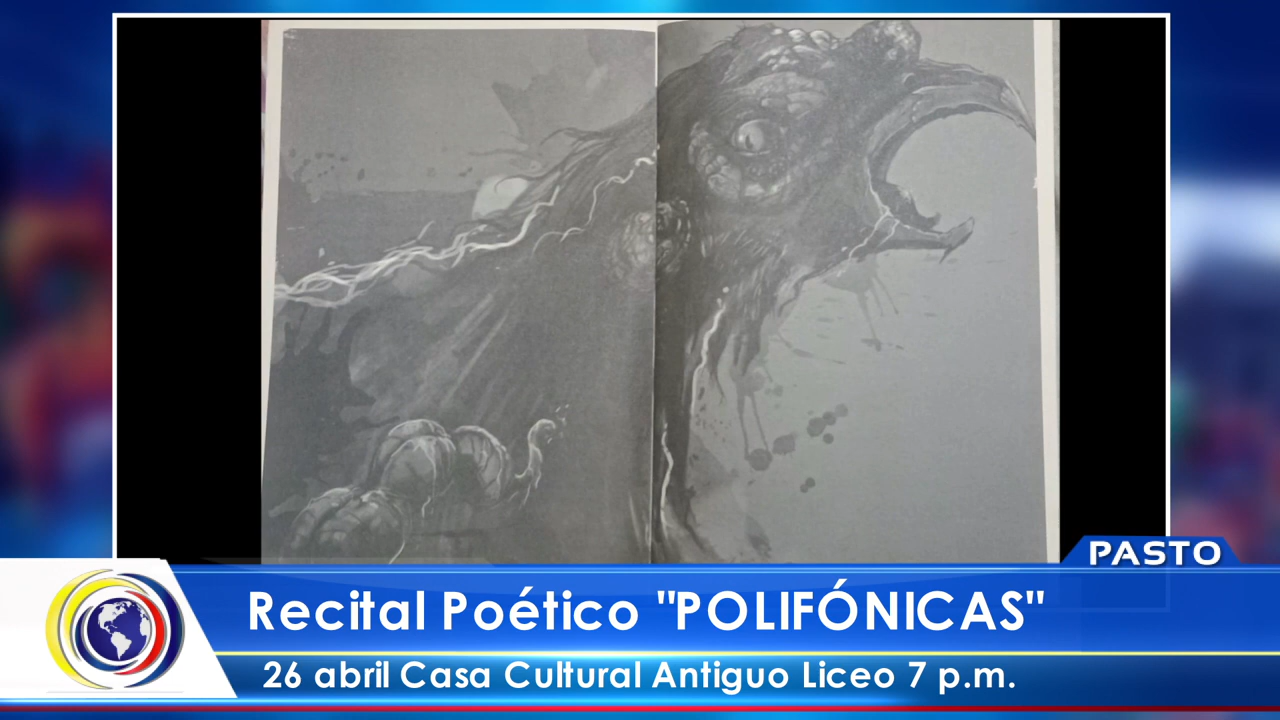 PASTO
Recital Poético "POLIFÓNICAS"
26 abril Casa Cultural Antiguo Liceo 7 p.m.